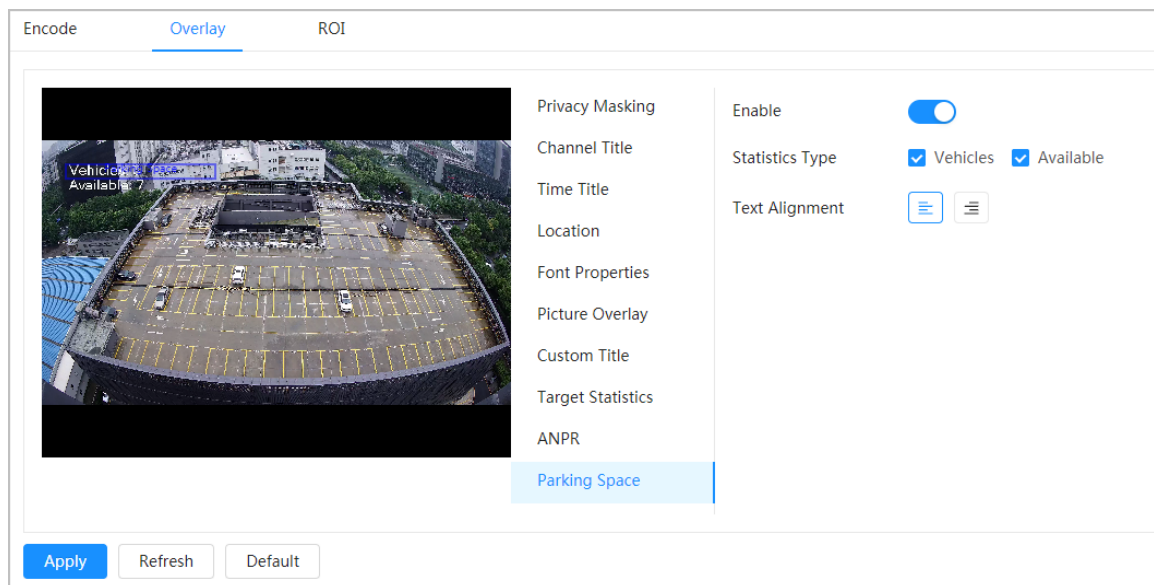 Encode Overlay ROI
Privacy Masking
Channel Title
Time Title
Location
Font Properties
Picture Overlay
Custom Title
Target Statistics
ANPR
Parking Space
Enable
Statistics Type Vehicles Available
Text Alignment
Vehicles
Available: 7
Apply Refresh Default